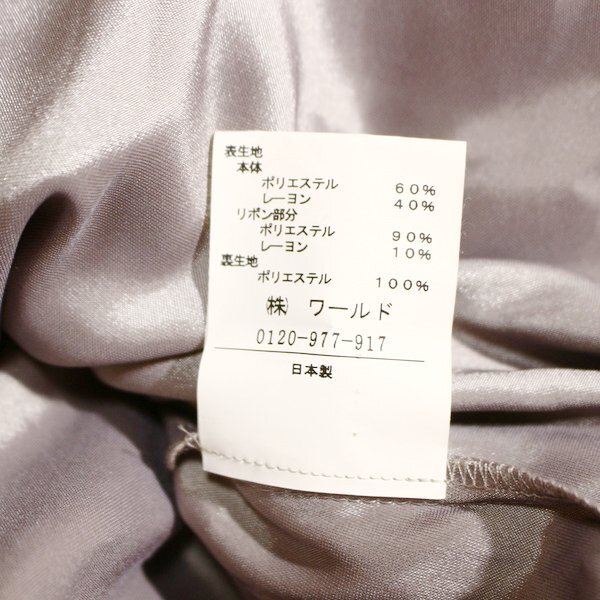 表生地
本体
ポリエステル 60%
レーヨン 40%
リボン部分
ポリエステル 90%
レーヨン 10%
裏生地
ポリエステル 100%
㈱ ワールド
0120-977-917
日本製